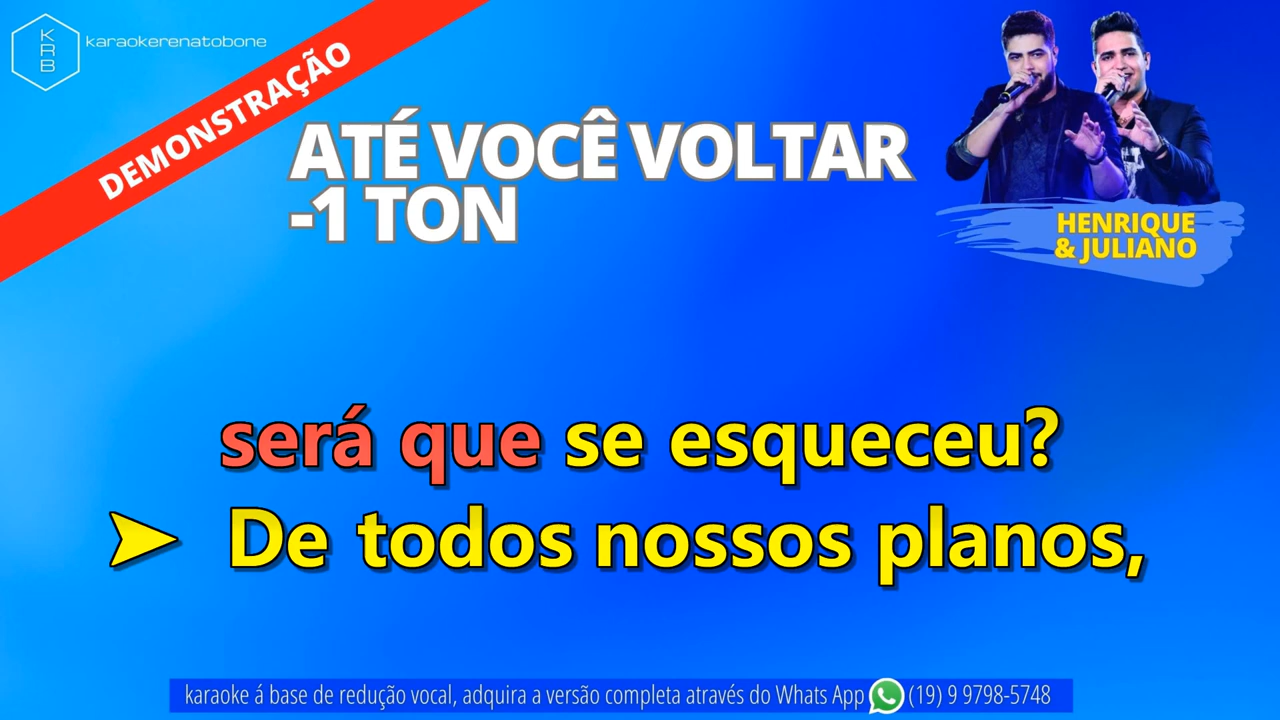 K
R
B
karaokerenatobone
DEMONSTRAÇÃO
ATÉ VOCÊ VOLTAR
-1 TON
HENRIQUE
& JULIANO
será que se esqueceu?
➤ De todos nossos planos,
karaoke á base de redução vocal, adquira a versão completa através do Whats App (19) 9 9798-5748